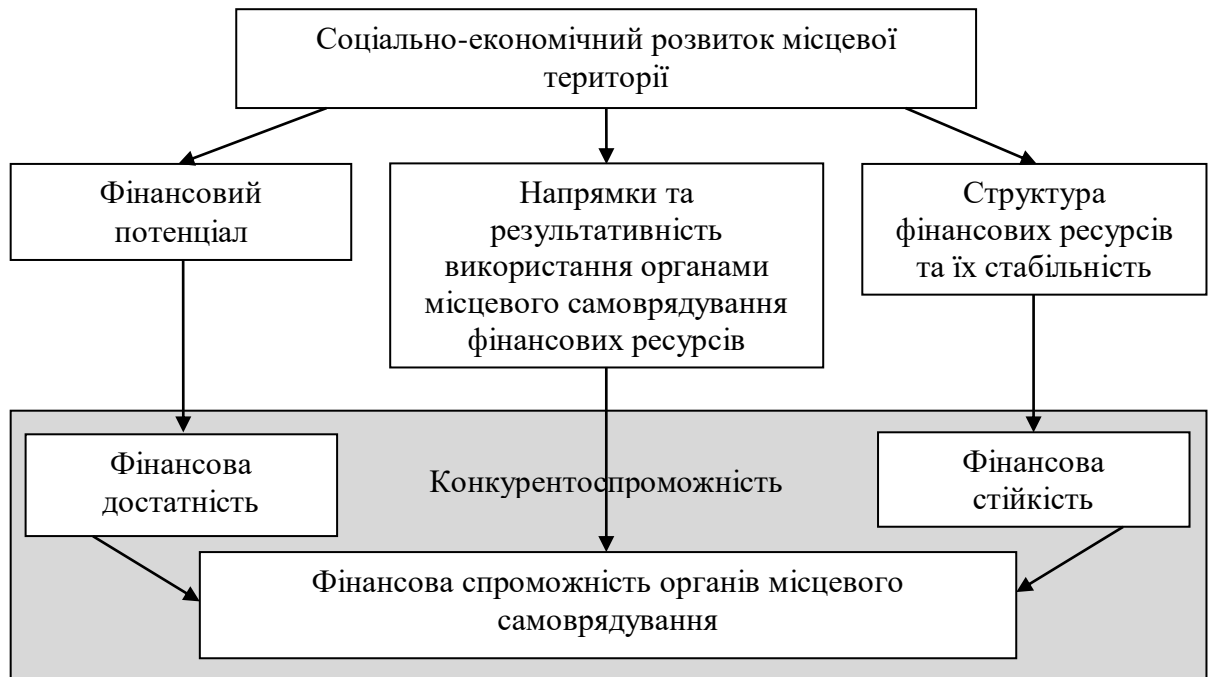 Соціально-економічний розвиток місцевої
території
Фінансовий
потенціал
Напрямки та
результативність
використання органами
місцевого самоврядування
фінансових ресурсів
Структура
фінансових ресурсів
та їх стабільність
Фінансова
достатність
Конкурентоспроможність
Фінансова
стійкість
Фінансова спроможність органів місцевого
самоврядування